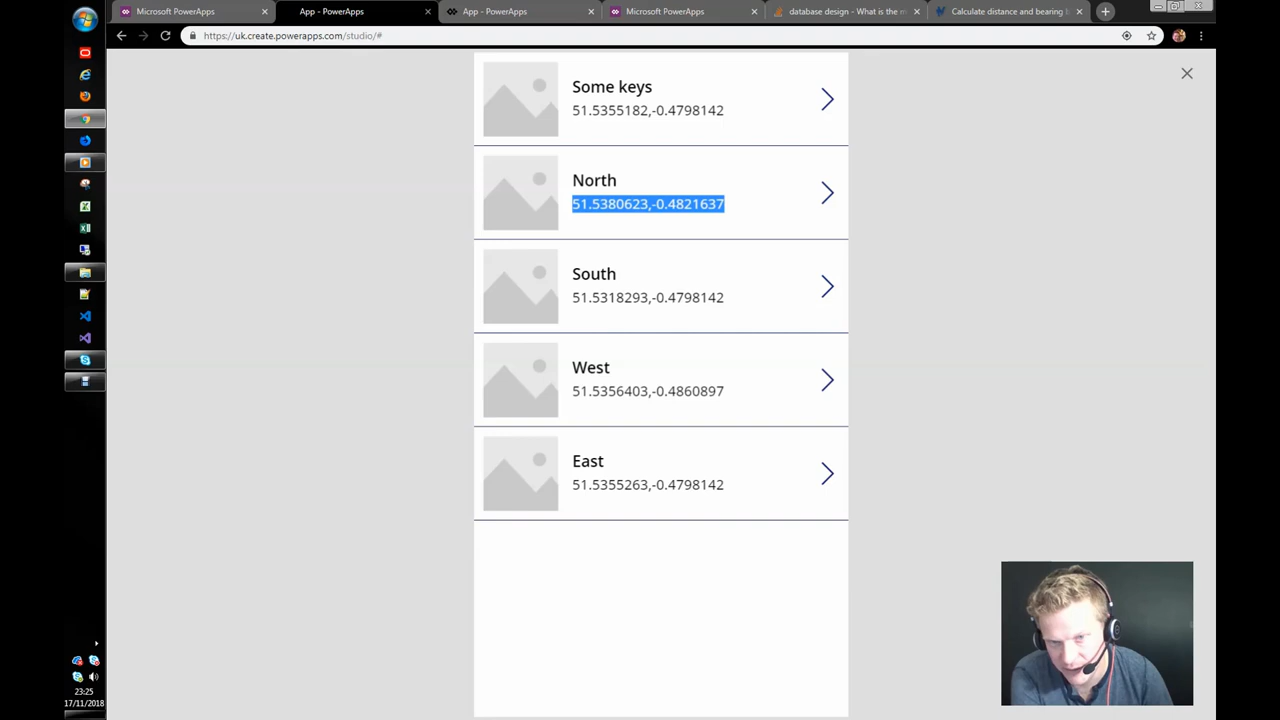 Microsoft PowerApps
App - PowerApps
App - PowerApps
Microsoft PowerApps
database design - What is the m
Calculate distance and bearing
https://uk.create.powerapps.com/studio/#
Some keys
51.5355182,-0.4798142
North
51.5380623,-0.4821637
South
51.5318293,-0.4798142
West
51.5356403,-0.4860897
East
51.5355263,-0.4798142
23:25
17/11/2018